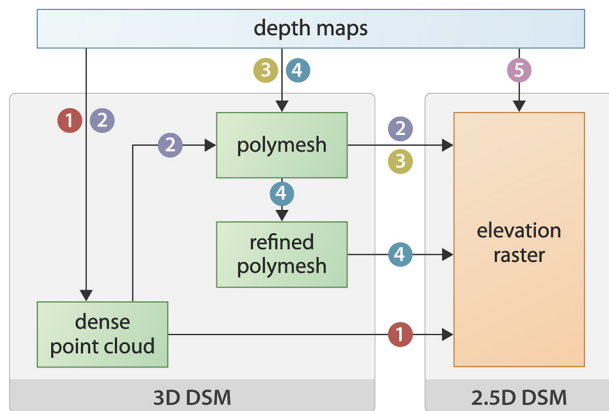 depth maps
3 4
5
1 2
2
polymesh
2
3
4
refined
polymesh
4
elevation
raster
dense
point cloud
1
3D DSM
2.5D DSM